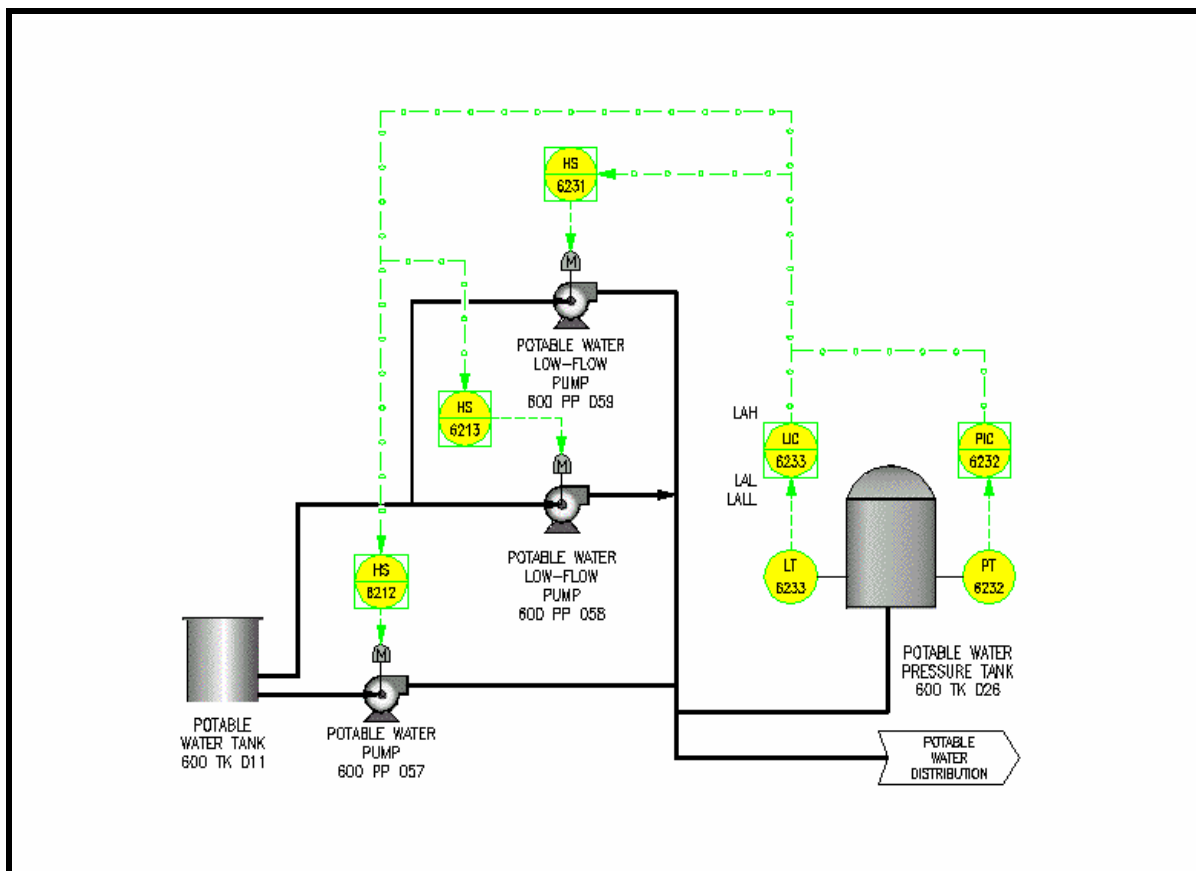 HS
6231
M
POTABLE WATER
LOW-FLOW
PUMP
600 PP 059
HS
6213
M
POTABLE WATER
LOW-FLOW
PUMP
600 PP 058
HS
6212
M
POTABLE WATER
PUMP
600 PP 057
POTABLE
WATER TANK
600 TK 011
LAH
LIC
6233
LAL
LALL
PIC
6232
LT
6233
PT
6232
POTABLE WATER
PRESSURE TANK
600 TK 026
POTABLE
WATER
DISTRIBUTION